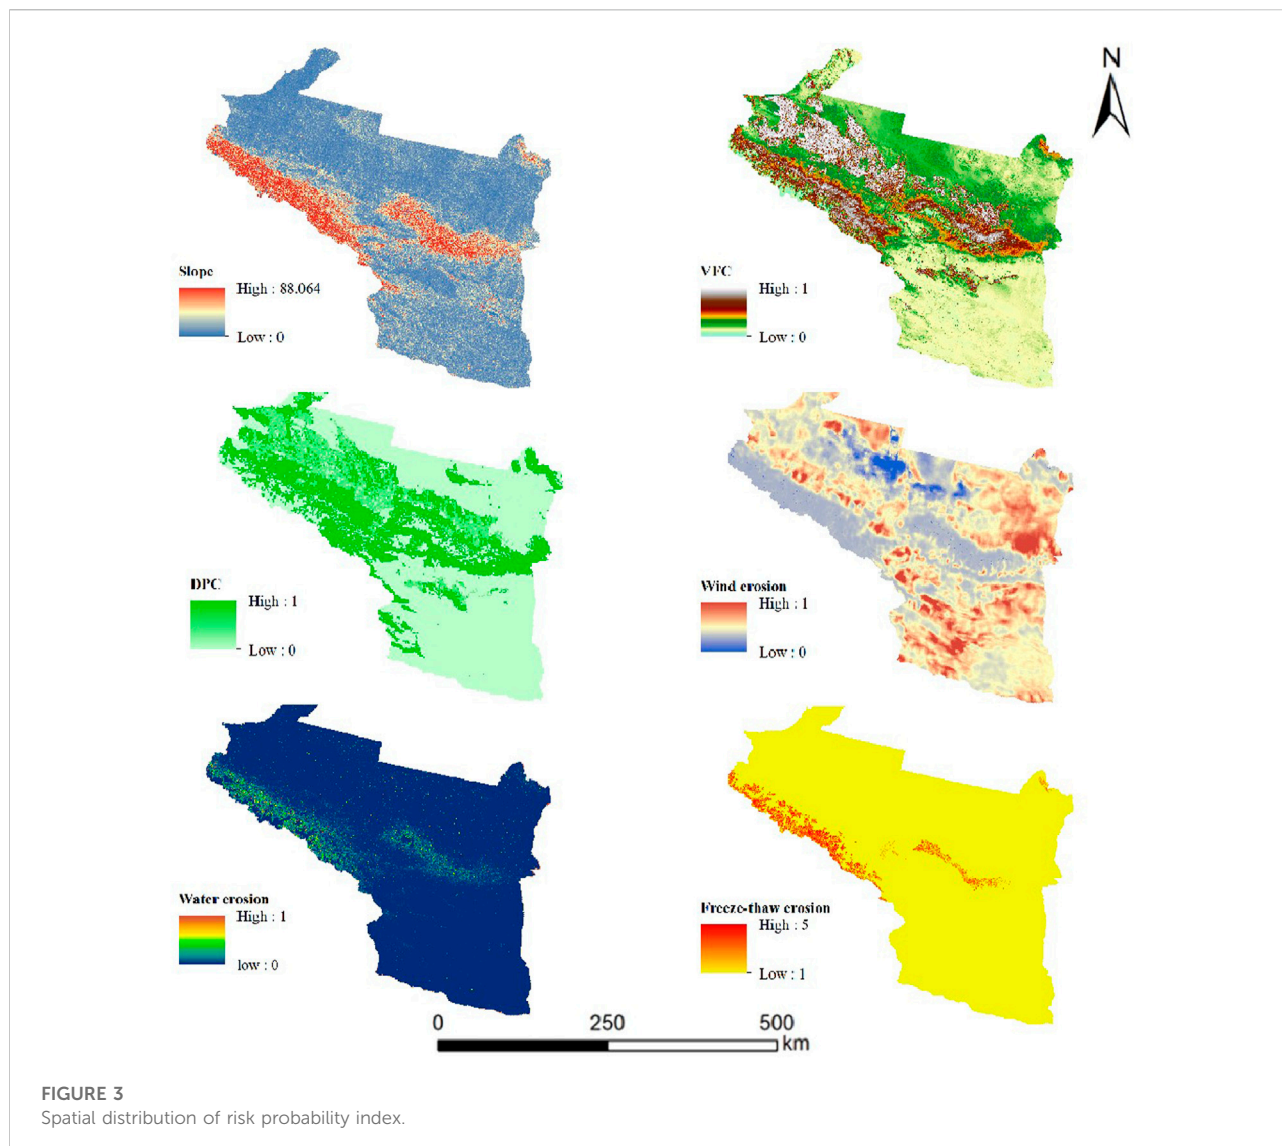 N
Slope
High : 88.064
Low : 0
VFC
High : 1
Low : 0
DPC
High : 1
Low : 0
Wind erosion
High : 1
Low : 0
Water erosion
High : 1
low : 0
Freeze-thaw erosion
High : 5
Low : 1
0 250 500
km
FIGURE 3
Spatial distribution of risk probability index.